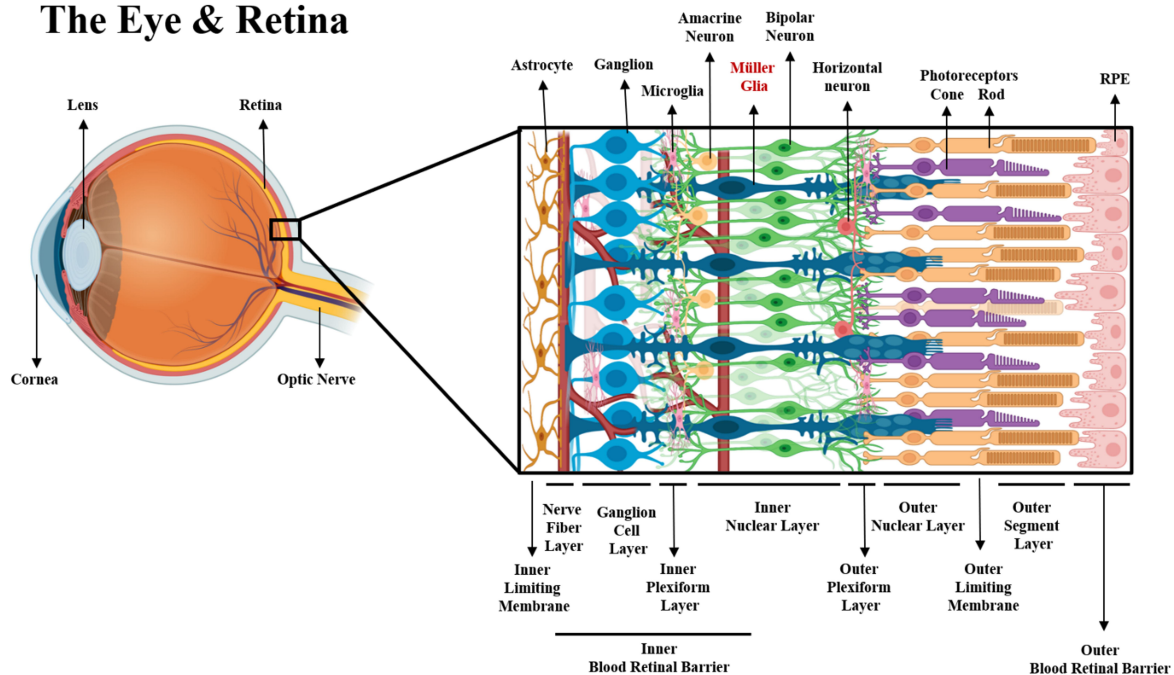 The Eye & Retina
Lens
Retina
Cornea
Optic Nerve
Astrocyte
Ganglion
Microglia
Amacrine
Neuron
Müller
Glia
Bipolar
Neuron
Horizontal
neuron
Photoreceptors
Cone
Rod
RPE
Inner
Limiting
Membrane
Nerve
Fiber
Layer
Ganglion
Cell
Layer
Inner
Plexiform
Layer
Inner
Nuclear Layer
Outer
Plexiform
Layer
Outer
Nuclear Layer
Outer
Limiting
Membrane
Outer
Segment
Layer
Inner
Blood Retinal Barrier
Outer
Blood Retinal Barrier